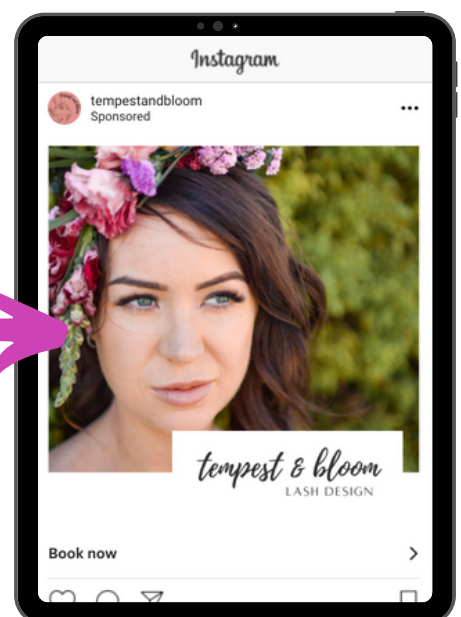 Instagram
tempestandbloom
Sponsored
tempest & bloom
LASH DESIGN
Book now